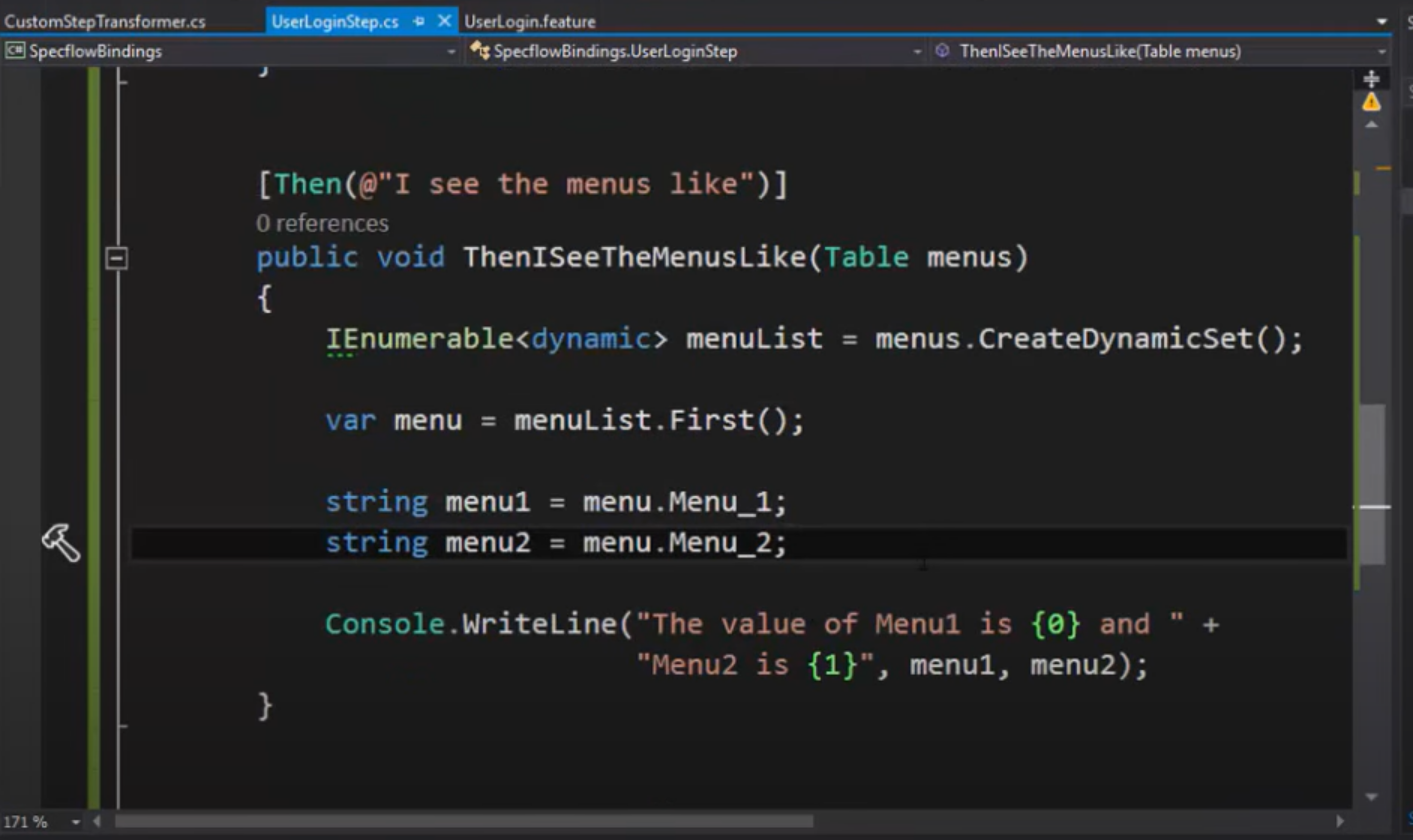 CustomStepTransformer.cs UserLoginStep.cs UserLogin.feature
C# SpecflowBindings SpecflowBindings.UserLoginStep ThenISeeTheMenusLike(Table menus)
}
[Then(@"I see the menus like")]
0 references
public void ThenISeeTheMenusLike(Table menus)
{
IEnumerable<dynamic> menuList = menus.CreateDynamicSet();
var menu = menuList.First();
string menu1 = menu.Menu_1;
string menu2 = menu.Menu_2;
Console.WriteLine("The value of Menu1 is {0} and " +
"Menu2 is {1}", menu1, menu2);
}
171 %